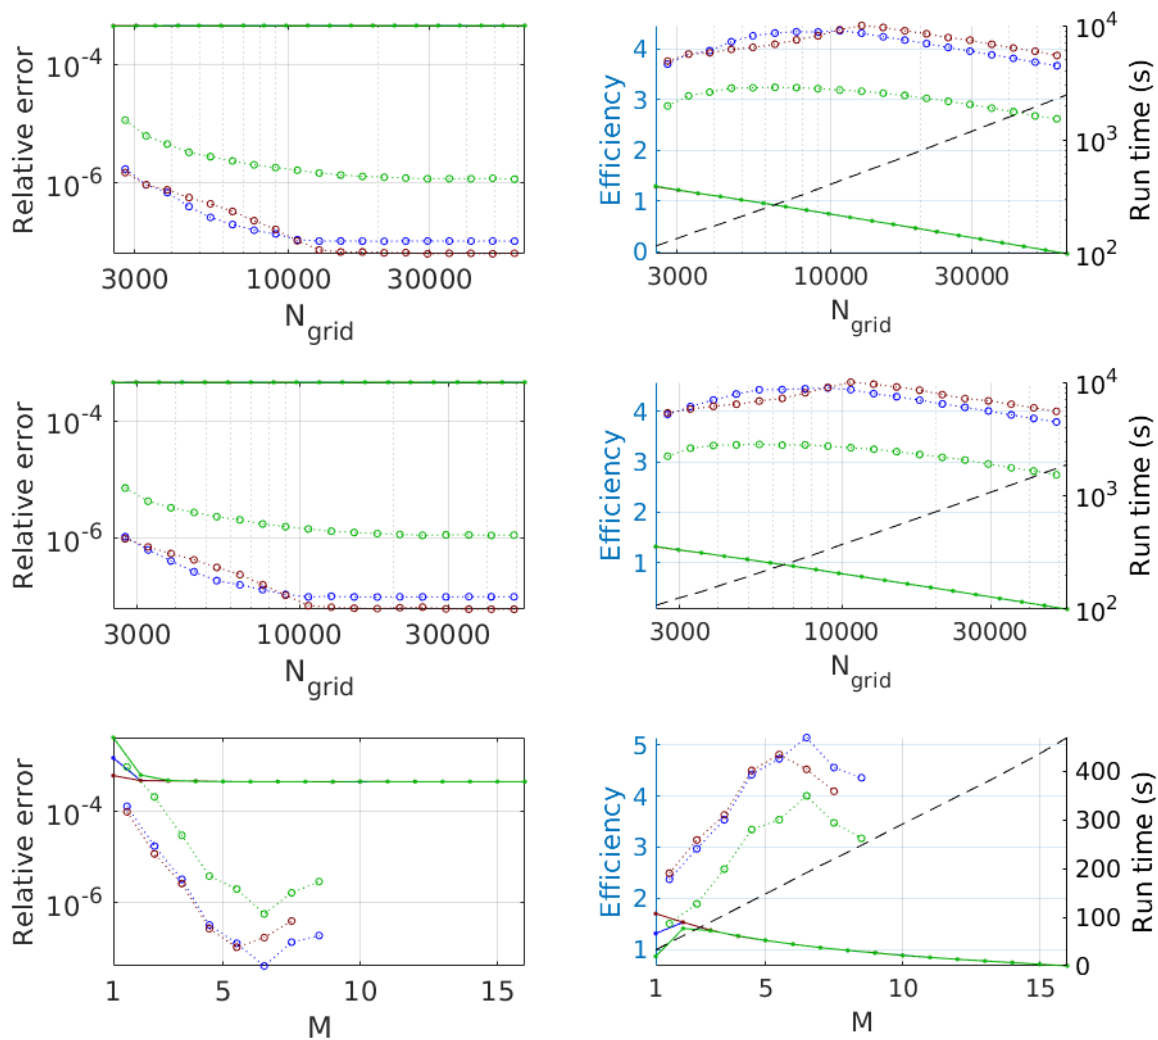 Relative error
10^-4
10^-6
3000 10000 30000
N_grid
Efficiency
4
3
2
1
0
3000 10000 30000
N_grid
10^4
10^3
10^2
Run time (s)
Relative error
10^-4
10^-6
3000 10000 30000
N_grid
Efficiency
4
3
2
1
3000 10000 30000
N_grid
10^4
10^3
10^2
Run time (s)
Relative error
10^-4
10^-6
1 5 10 15
M
Efficiency
5
4
3
2
1
1 5 10 15
M
400
300
200
100
0
Run time (s)